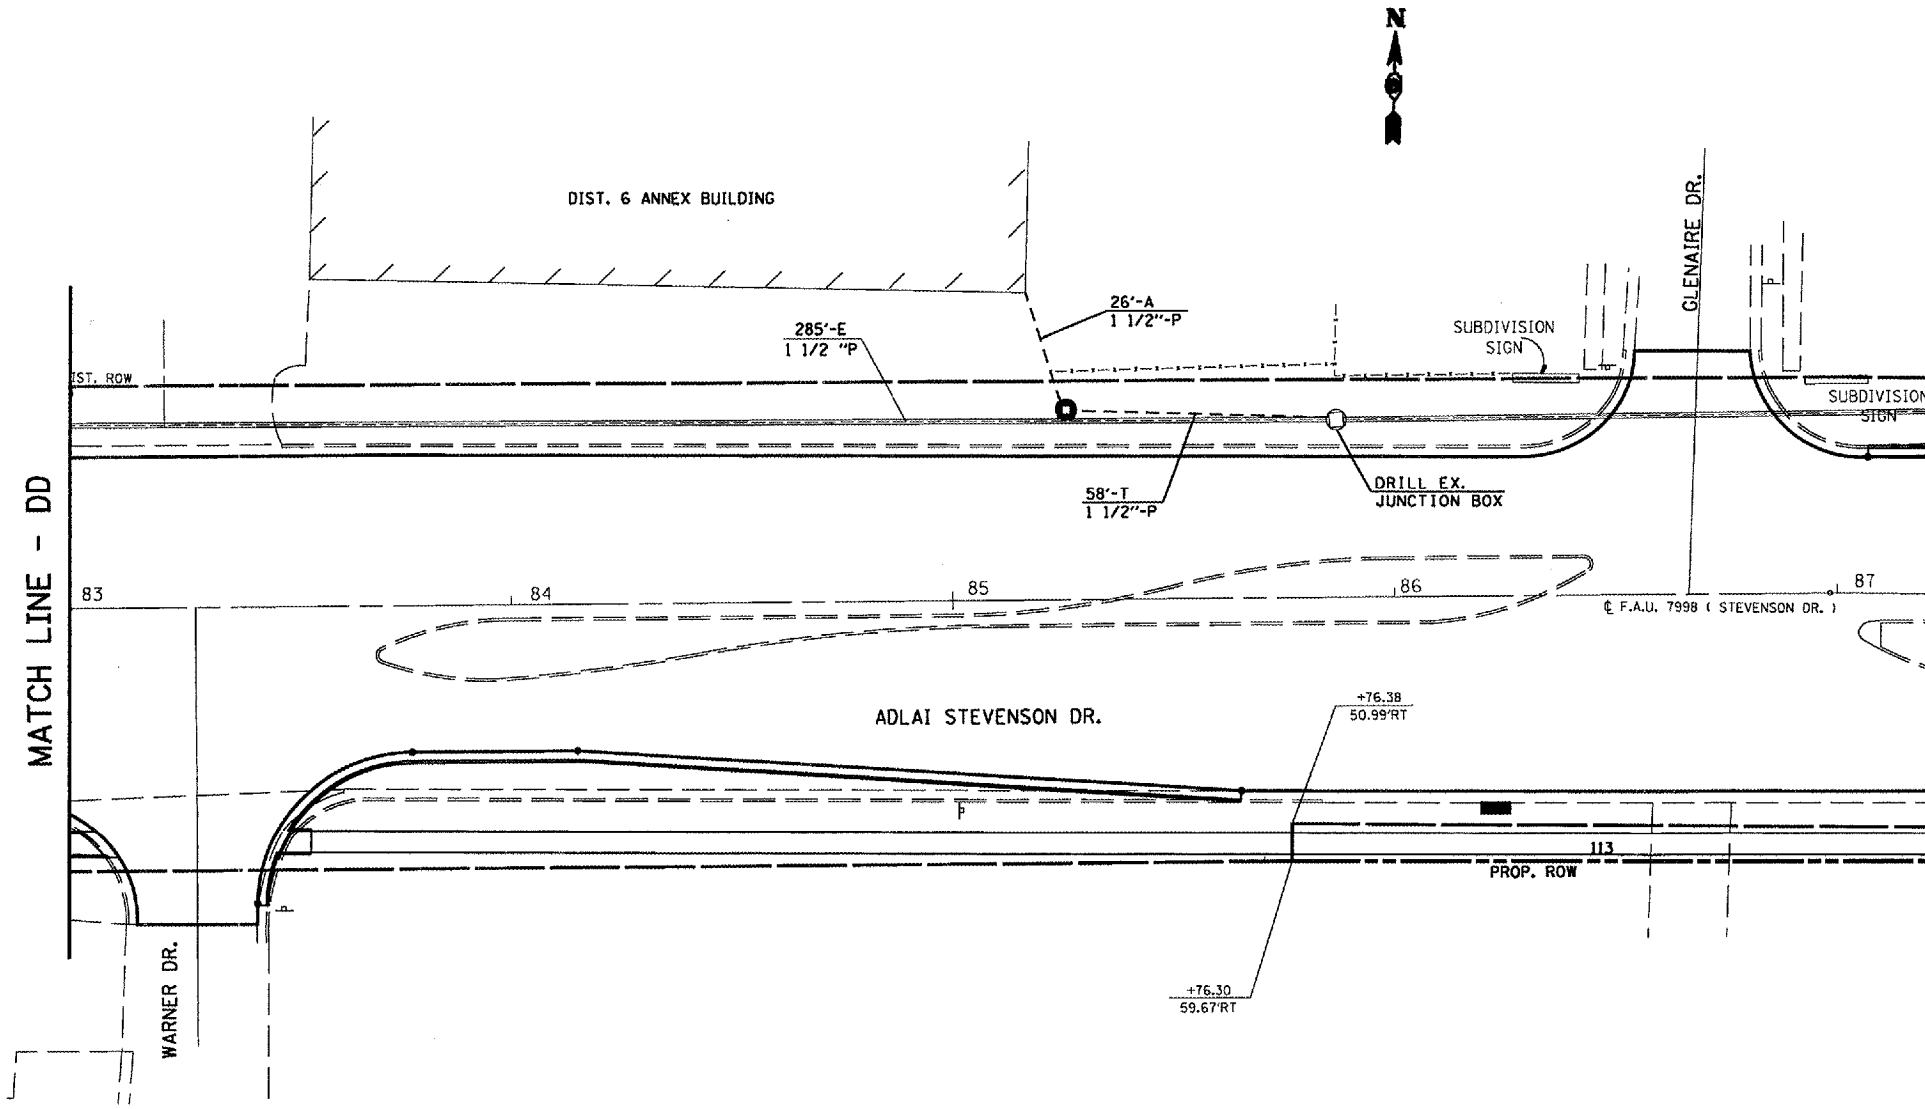 N
DIST. 6 ANNEX BUILDING
GLENAIRE DR.
26'-A
1 1/2"-P
285'-E
1 1/2 "P
SUBDIVISION
SIGN
IST. ROW
SUBDIVISION
SIGN
58'-T
1 1/2"-P
DRILL EX.
JUNCTION BOX
MATCH LINE - DD
83
84
85
86
87
℄ F.A.U. 7998 ( STEVENSON DR. )
ADLAI STEVENSON DR.
+76.38
50.99'RT
113
PROP. ROW
WARNER DR.
+76.30
59.67'RT